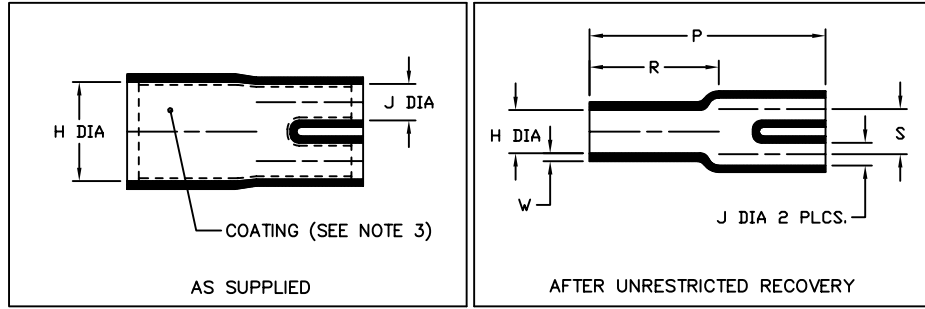 H DIA
J DIA
COATING (SEE NOTE 3)
AS SUPPLIED
P
R
H DIA
S
W
J DIA 2 PLCS.
AFTER UNRESTRICTED RECOVERY